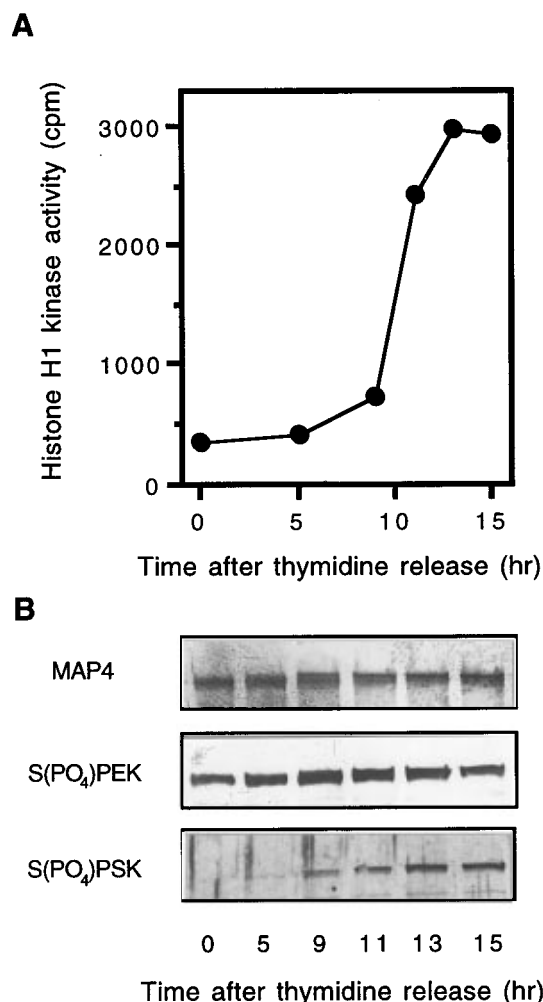 A
Histone H1 kinase activity (cpm)
3000
2000
1000
0
0 5 10 15
Time after thymidine release (hr)
B
MAP4
S(PO₄)PEK
S(PO₄)PSK
0 5 9 11 13 15
Time after thymidine release (hr)